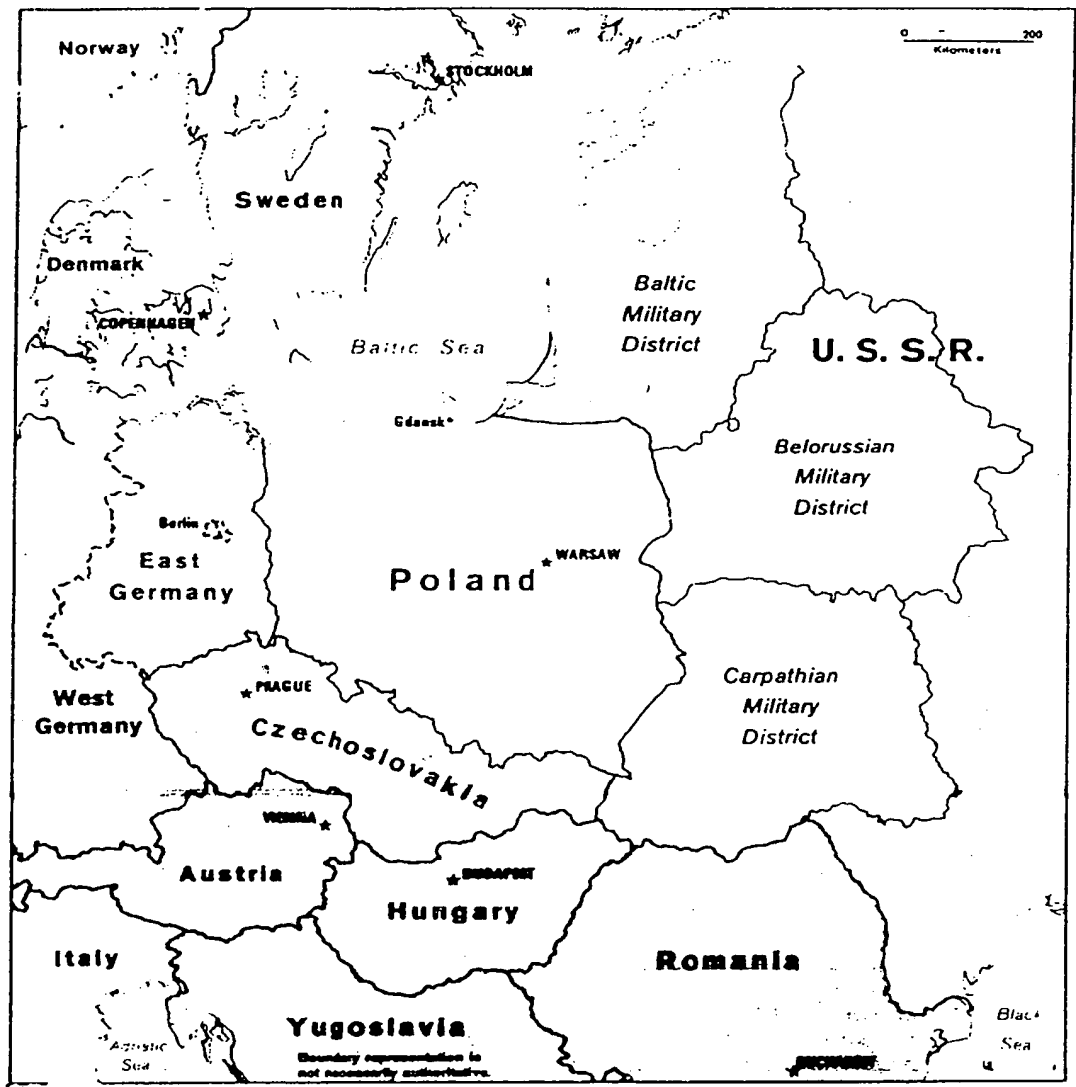 Norway
0 200
Kilometers
STOCKHOLM
Sweden
Denmark
Baltic
Military
District
COPENHAGEN
Baltic Sea
U. S. S. R.
Gdansk
Belorussian
Military
District
Berlin
WARSAW
East
Germany
Poland
Carpathian
Military
District
PRAGUE
West
Germany
Czechoslovakia
VIENNA
Austria
BUDAPEST
Hungary
Italy
Romania
Black
Sea
Yugoslavia
Adriatic
Sea
Boundary representation is
not necessarily authoritative.
BUCHAREST